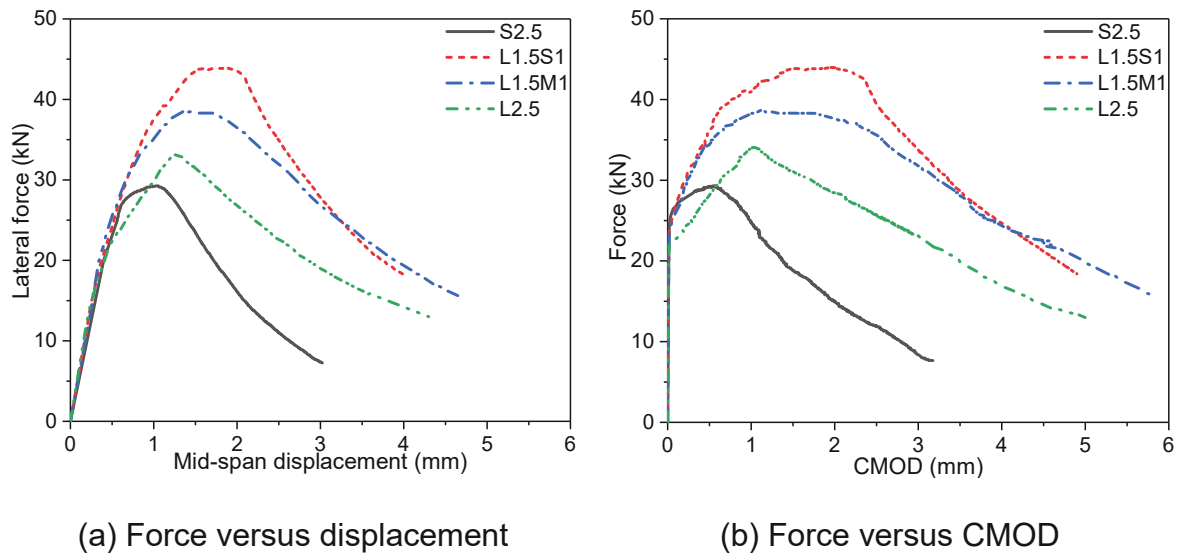 50
40
30
20
10
0
Lateral force (kN)
0 1 2 3 4 5 6
Mid-span displacement (mm)
S2.5
L1.5S1
L1.5M1
L2.5
(a) Force versus displacement
50
40
30
20
10
0
Force (kN)
0 1 2 3 4 5 6
CMOD (mm)
S2.5
L1.5S1
L1.5M1
L2.5
(b) Force versus CMOD